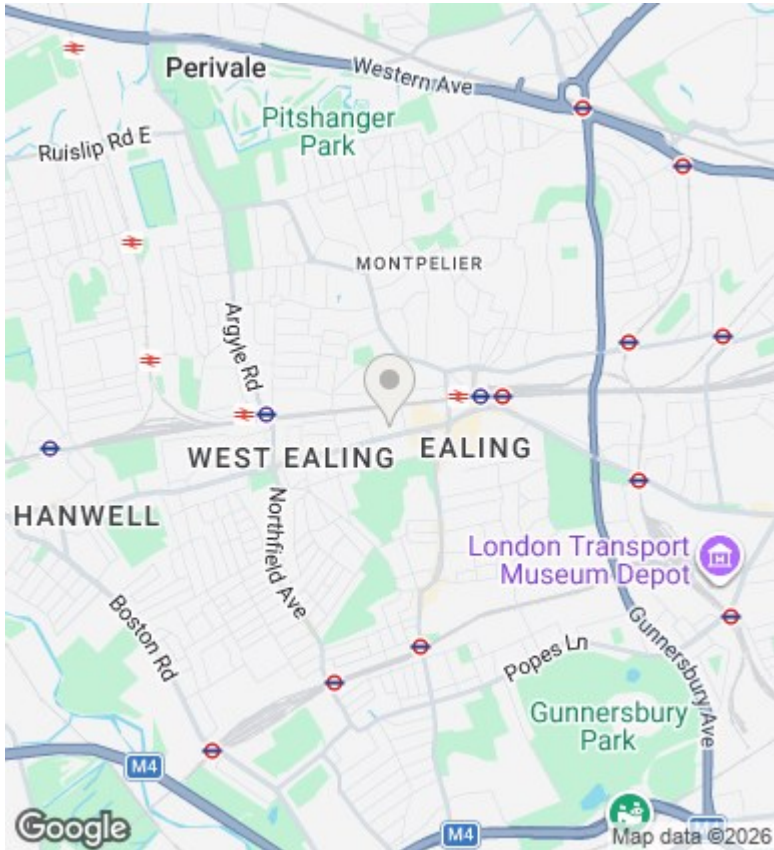 Perivale
Western Ave
Pitshanger
Park
Ruislip Rd E
MONTPELIER
Argyle Rd
WEST EALING
EALING
HANWELL
Northfield Ave
London Transport
Museum Depot
Boston Rd
Popes Ln
Gunnersbury Ave
Gunnersbury
Park
M4
M4
M4
Google
Map data ©2026